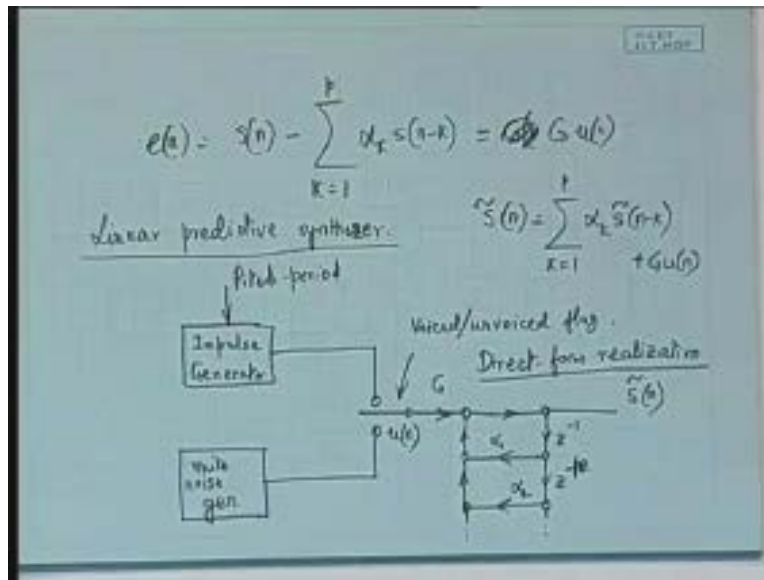 e(n) = s(n) - ∑ α_k s(n-k) = G u(n)
p
K=1
s̃(n) = ∑ α_k s̃(n-k)
p
K=1
+ G u(n)
Linear predictive synthesizer.
Pitch-period
Voiced/unvoiced flag.
Impulse
Generator
Direct-form realization
G
s̃(n)
u(n)
α₁
z⁻¹
white
noise
gen.
α₂
z⁻¹